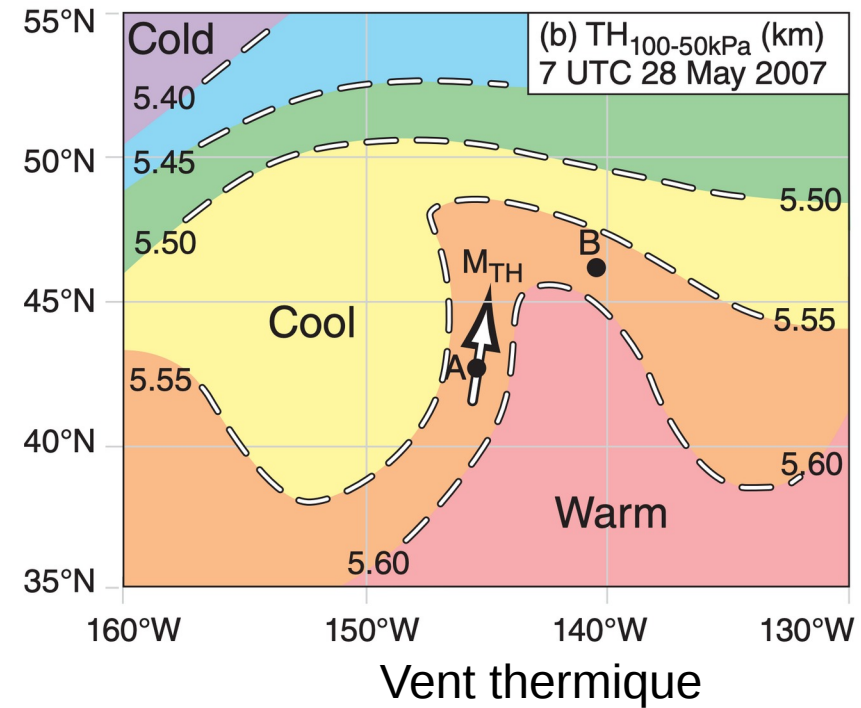 55°N
Cold
(b) TH100-50kPa (km)
7 UTC 28 May 2007
5.40
50°N
5.45
5.50
5.50
B
MTH
45°N
Cool
5.55
A
5.55
40°N
5.60
Warm
5.60
35°N
160°W 150°W 140°W 130°W
Vent thermique